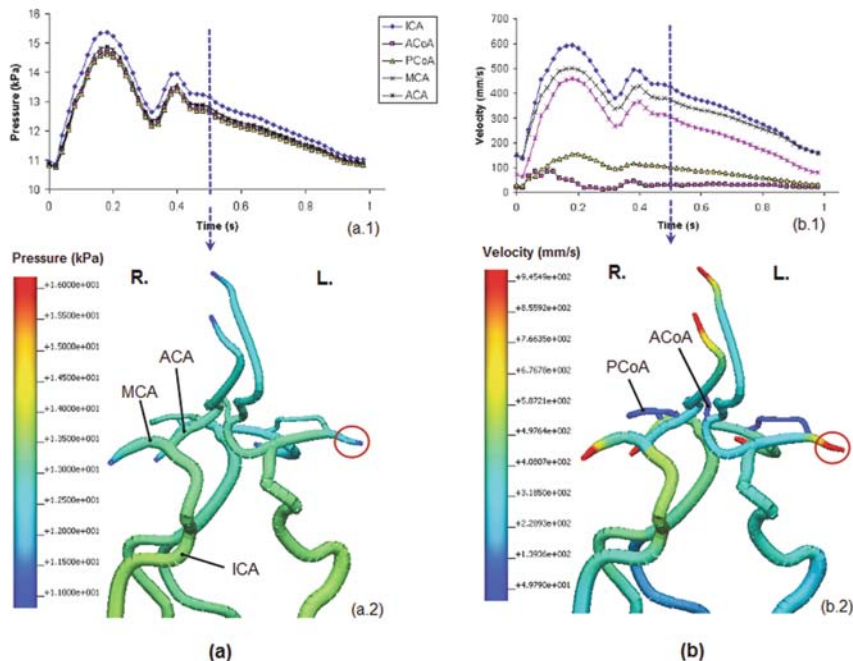 16
15
14
13
12
11
10
Pressure (kPa)
0
0.2
0.4
0.6
0.8
1
Time (s)
(a.1)
ICA
ACoA
PCoA
MCA
ACA
700
600
500
400
300
200
100
0
Velocity (mm/s)
0
0.2
0.4
0.6
0.8
1
Time (s)
(b.1)
Pressure (kPa)
R.
L.
+1.6000e+001
+1.5500e+001
+1.5000e+001
+1.4500e+001
+1.4000e+001
+1.3500e+001
+1.3000e+001
+1.2500e+001
+1.2000e+001
+1.1500e+001
+1.1000e+001
ACA
MCA
ICA
(a.2)
Velocity (mm/s)
R.
L.
+9.4549e+002
+8.5592e+002
+7.6635e+002
+6.7678e+002
+5.8721e+002
+4.9764e+002
+4.0807e+002
+3.1850e+002
+2.2893e+002
+1.3936e+002
+4.9790e+001
ACoA
PCoA
(b.2)
(a)
(b)